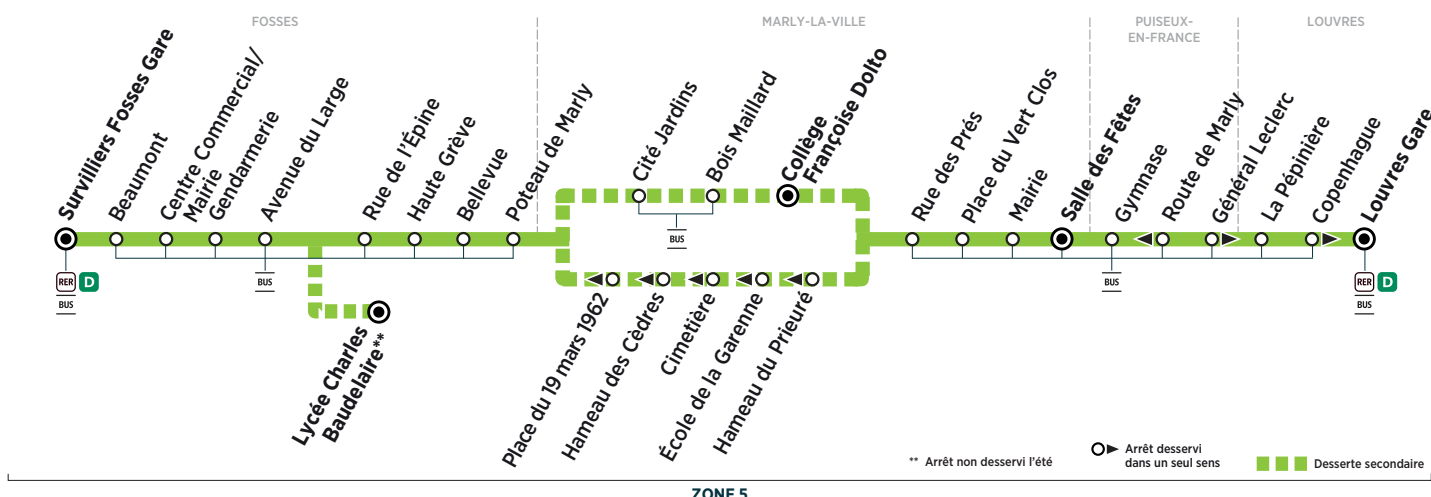 FOSSES
MARLY-LA-VILLE
PUISEUX-
EN-FRANCE
LOUVRES
Survilliers Fosses Gare
Beaumont
Centre Commercial/
Mairie
Gendarmerie
Avenue du Large
Rue de l'Épine
Haute Grève
Bellevue
Poteau de Marly
Cité Jardins
Bois Maillard
Collège
Françoise Dolto
Rue des Prés
Place du Vert Clos
Mairie
Salle des Fêtes
Gymnase
Route de Marly
Général Leclerc
La Pépinière
Copenhague
Louvres Gare
RER D
BUS
BUS
BUS
BUS
RER D
BUS
Lycée Charles
Baudelaire**
Place du 19 mars 1962
Hameau des Cèdres
Cimetière
École de la Garenne
Hameau du Prieuré
** Arrêt non desservi l'été
Arrêt desservi
dans un seul sens
Desserte secondaire
ZONE 5